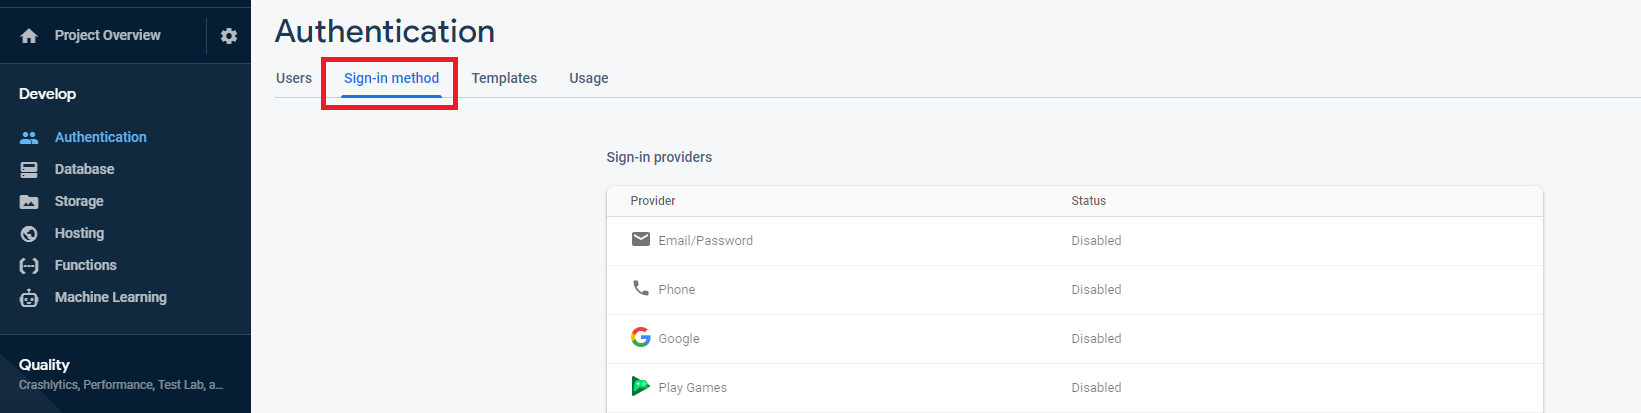 Project Overview
Develop
Authentication
Database
Storage
Hosting
Functions
Machine Learning
Quality
Crashlytics, Performance, Test Lab, a...
Authentication
Users Sign-in method Templates Usage
Sign-in providers
Provider Status
Email/Password Disabled
Phone Disabled
Google Disabled
Play Games Disabled